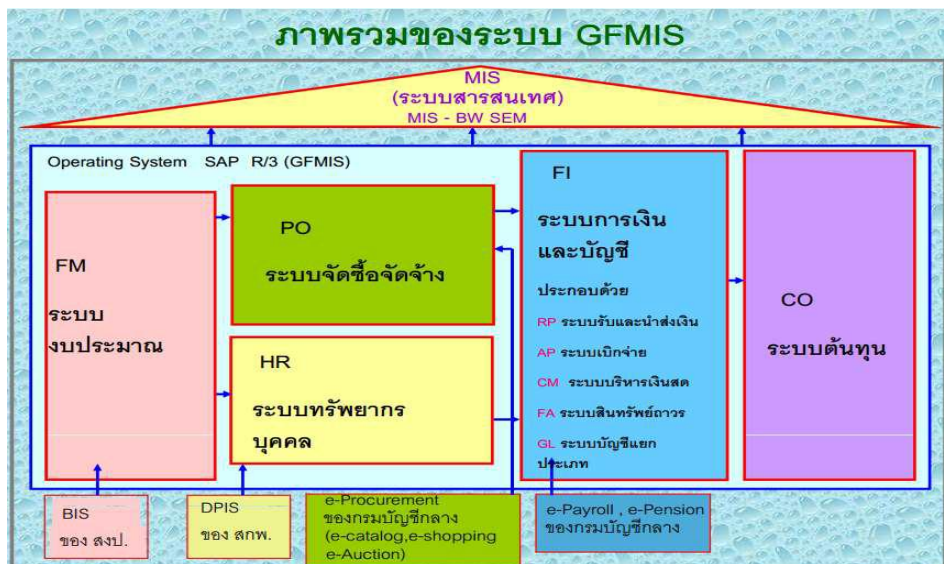 ภาพรวมของระบบ GFMIS
MIS
(ระบบสารสนเทศ)
MIS - BW SEM
Operating System SAP R/3 (GFMIS)
FM
ระบบ
งบประมาณ
PO
ระบบจัดซื้อจัดจ้าง
HR
ระบบทรัพยากร
บุคคล
FI
ระบบการเงิน
และบัญชี
ประกอบด้วย
RP ระบบรับและนำส่งเงิน
AP ระบบเบิกจ่าย
CM ระบบบริหารเงินสด
FA ระบบสินทรัพย์ถาวร
GL ระบบบัญชีแยก
ประเภท
CO
ระบบต้นทุน
BIS
ของ สงป.
DPIS
ของ สกพ.
e-Procurement
ของกรมบัญชีกลาง
(e-catalog,e-shopping
e-Auction)
e-Payroll , e-Pension
ของกรมบัญชีกลาง